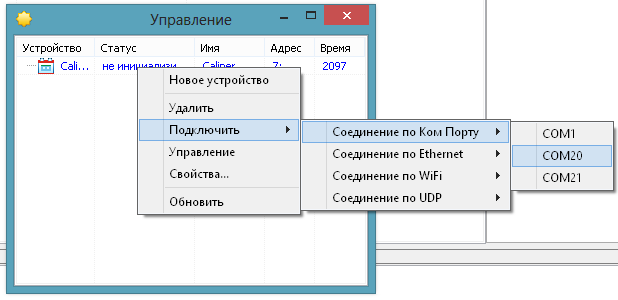 Управление
Устройство Статус Имя Адрес Время
Cali... не инициализи... Caliper 2097
Новое устройство
Удалить
Подключить
Управление
Свойства...
Обновить
Соединение по Ком Порту
Соединение по Ethernet
Соединение по WiFi
Соединение по UDP
COM1
COM20
COM21